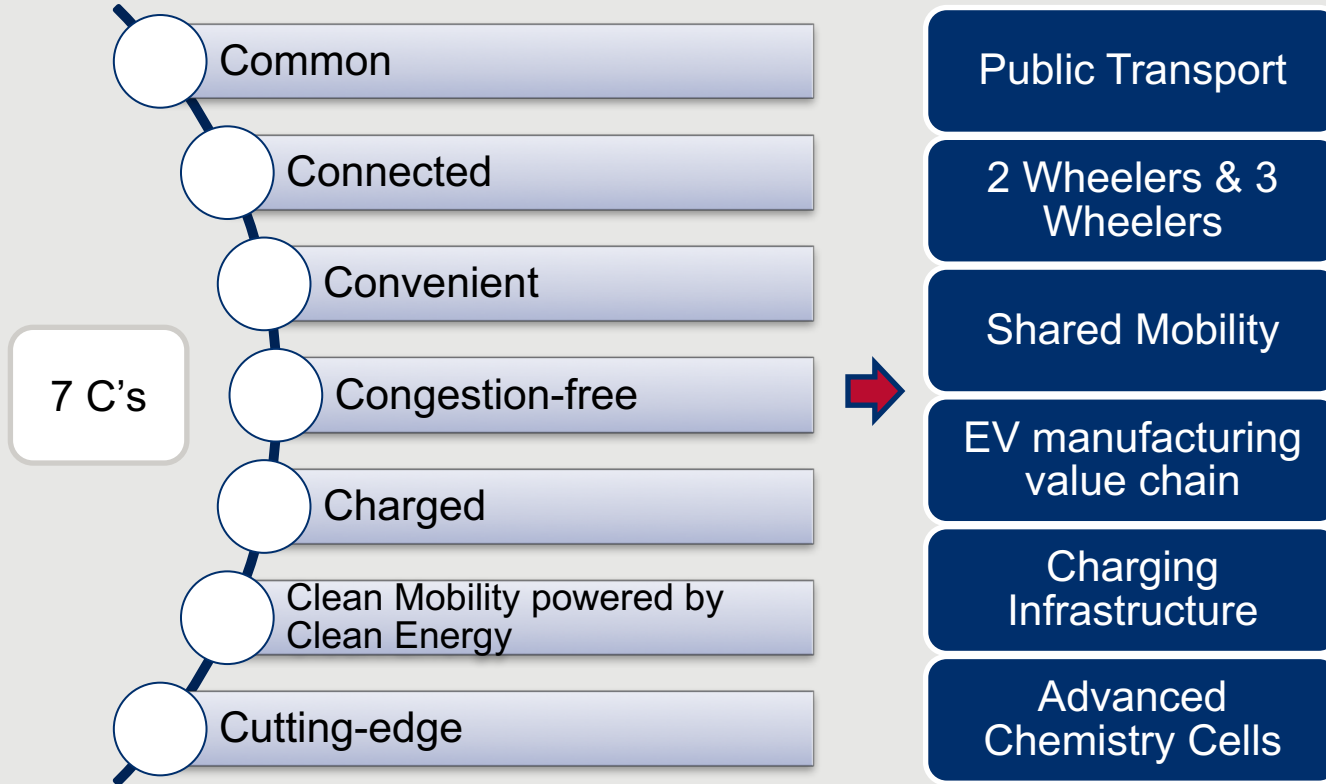 7 C’s
Common
Connected
Convenient
Congestion-free
Charged
Clean Mobility powered by
Clean Energy
Cutting-edge
Public Transport
2 Wheelers & 3
Wheelers
Shared Mobility
EV manufacturing
value chain
Charging
Infrastructure
Advanced
Chemistry Cells